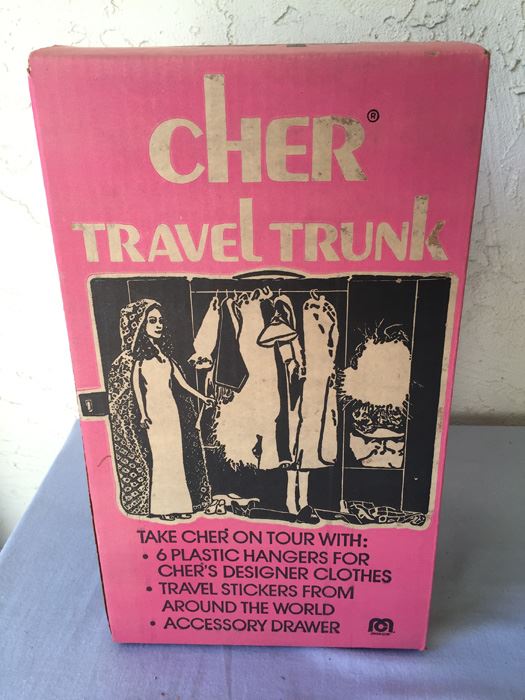 CHER®
TRAVEL TRUNK
TAKE CHER® ON TOUR WITH:
• 6 PLASTIC HANGERS FOR
CHER'S DESIGNER CLOTHES
• TRAVEL STICKERS FROM
AROUND THE WORLD
• ACCESSORY DRAWER